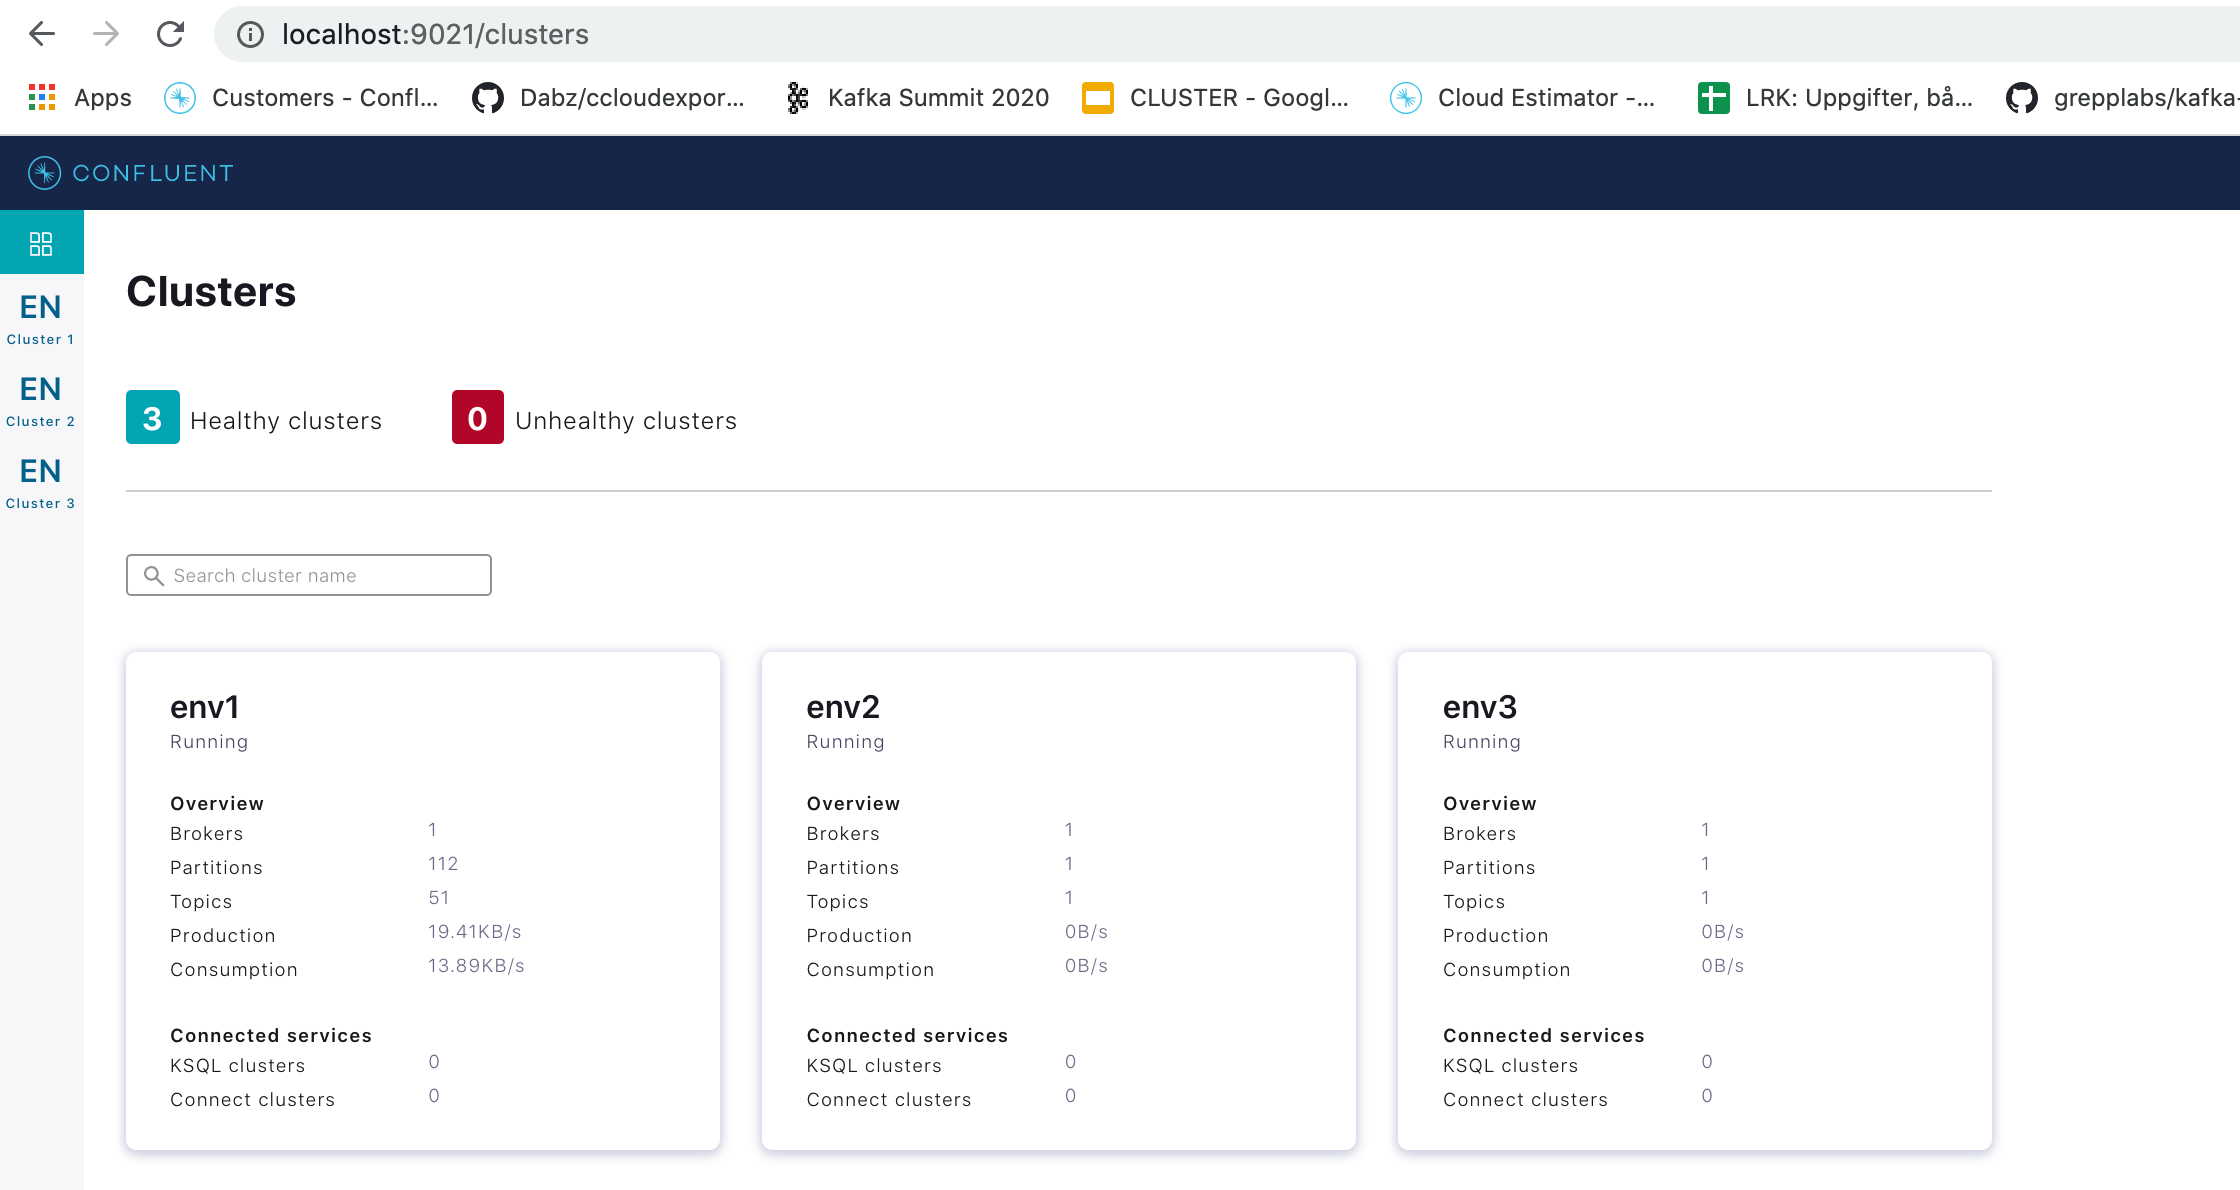 localhost:9021/clusters
Apps Customers - Confl... Dabz/ccloudexpor... Kafka Summit 2020 CLUSTER - Googl... Cloud Estimator -... LRK: Uppgifter, bå... grepplabs/kafka-
CONFLUENT
Clusters
EN
Cluster 1
EN
Cluster 2
EN
Cluster 3
3 Healthy clusters 0 Unhealthy clusters
Search cluster name
env1
Running
Overview
Brokers 1
Partitions 112
Topics 51
Production 19.41KB/s
Consumption 13.89KB/s
Connected services
KSQL clusters 0
Connect clusters 0
env2
Running
Overview
Brokers 1
Partitions 1
Topics 1
Production 0B/s
Consumption 0B/s
Connected services
KSQL clusters 0
Connect clusters 0
env3
Running
Overview
Brokers 1
Partitions 1
Topics 1
Production 0B/s
Consumption 0B/s
Connected services
KSQL clusters 0
Connect clusters 0